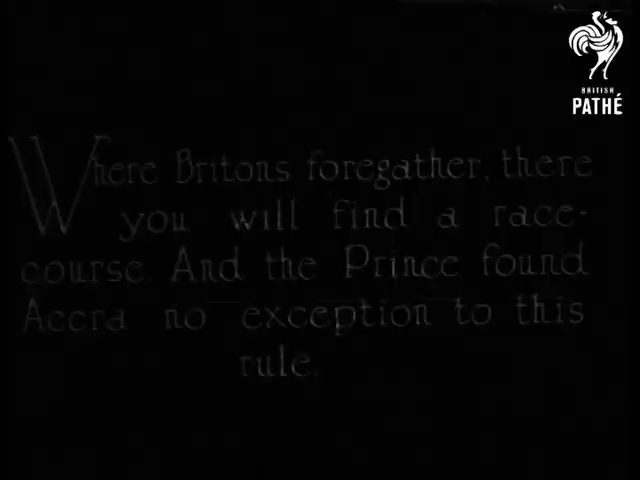 BRITISH
PATHÉ
Where Britons foregather, there
you will find a race-
course. And the Prince found
Accra no exception to this
rule.